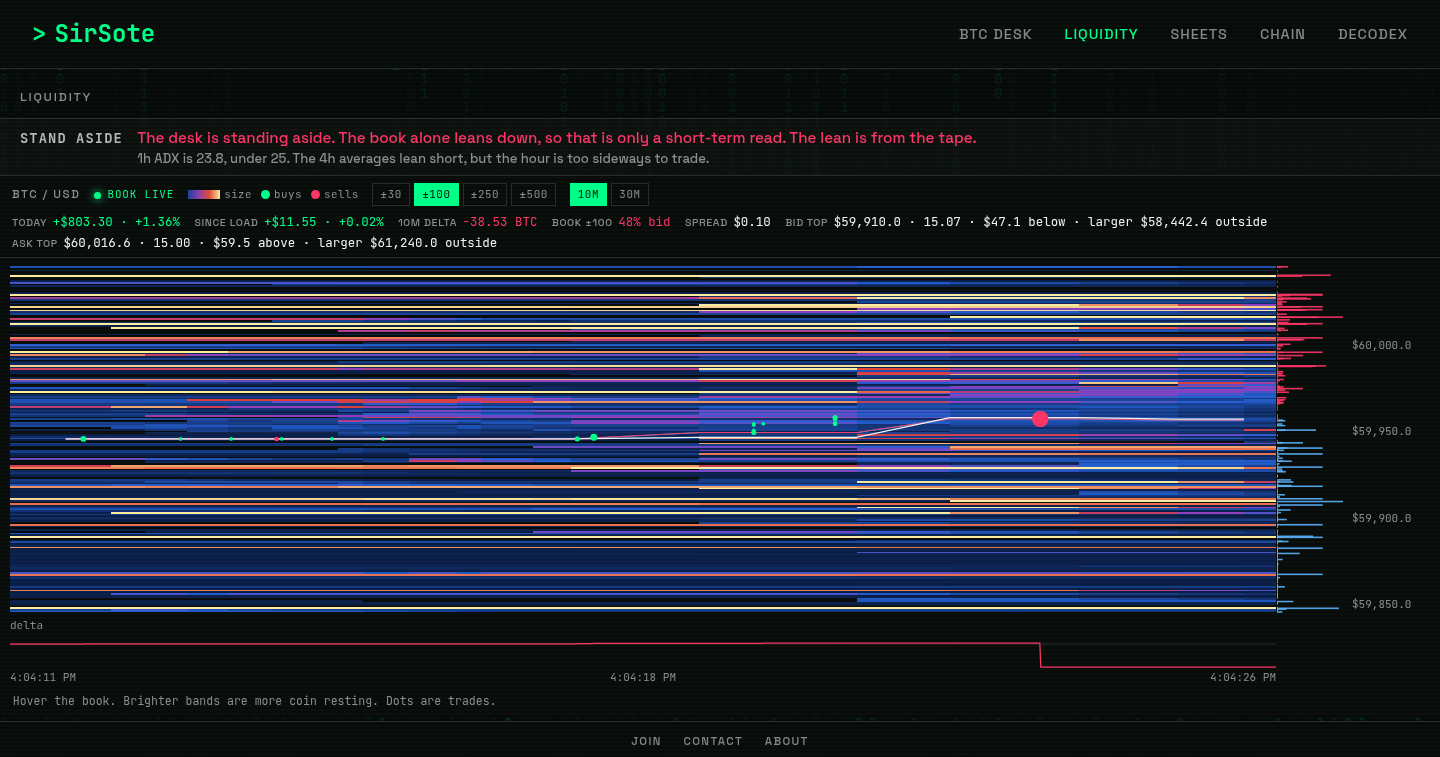 > SirSote
BTC DESK LIQUIDITY SHEETS CHAIN DECODEX
LIQUIDITY
STAND ASIDE The desk is standing aside. The book alone leans down, so that is only a short-term read. The lean is from the tape.
1h ADX is 23.8, under 25. The 4h averages lean short, but the hour is too sideways to trade.
BTC / USD BOOK LIVE size buys sells ±30 ±100 ±250 ±500 10M 30M
TODAY +$803.30 · +1.36% SINCE LOAD +$11.55 · +0.02% 10M DELTA -38.53 BTC BOOK ±100 48% bid SPREAD $0.10 BID TOP $59,910.0 · 15.07 · $47.1 below · larger $58,442.4 outside
ASK TOP $60,016.6 · 15.00 · $59.5 above · larger $61,240.0 outside
$60,000.0
$59,950.0
$59,900.0
$59,850.0
delta
4:04:11 PM 4:04:18 PM 4:04:26 PM
Hover the book. Brighter bands are more coin resting. Dots are trades.
JOIN CONTACT ABOUT